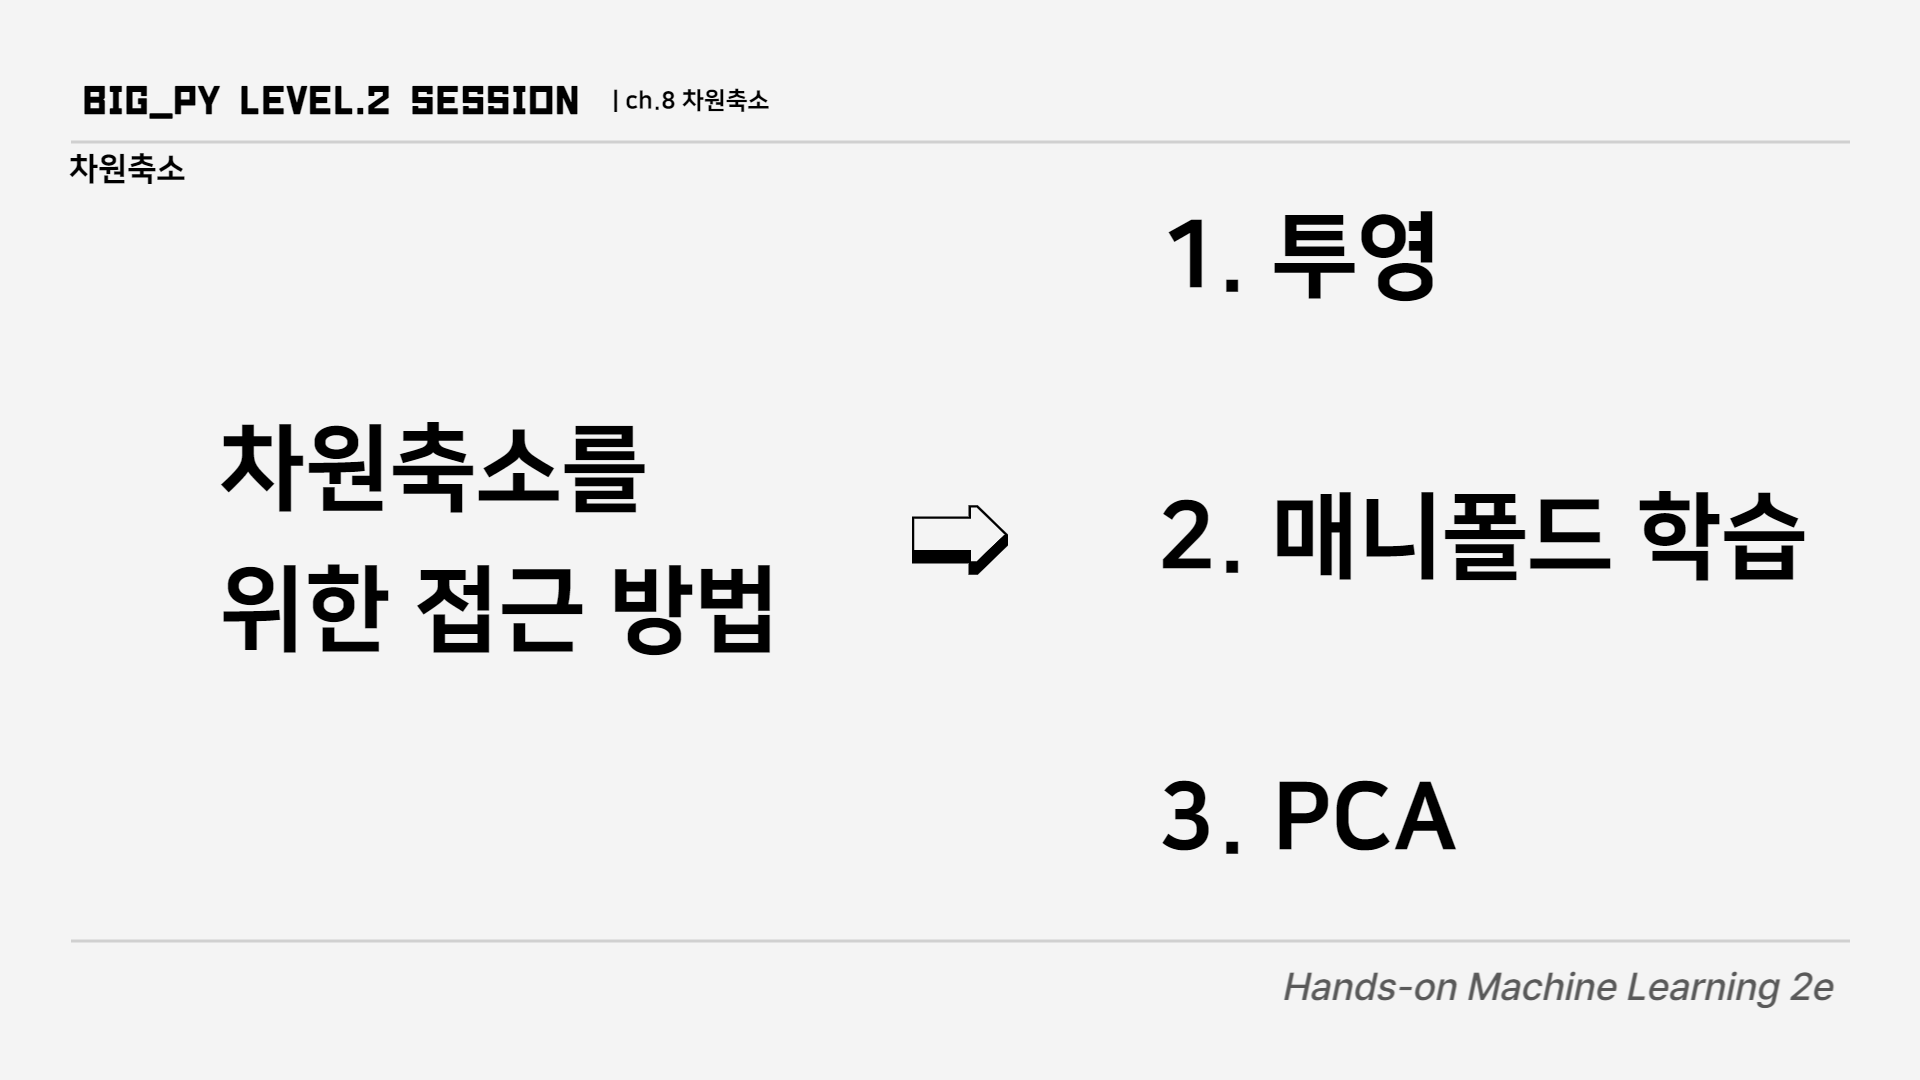 BIG_PY LEVEL.2 SESSION | ch.8 차원축소
차원축소
차원축소를
위한 접근 방법
1. 투영
2. 매니폴드 학습
3. PCA
Hands-on Machine Learning 2e